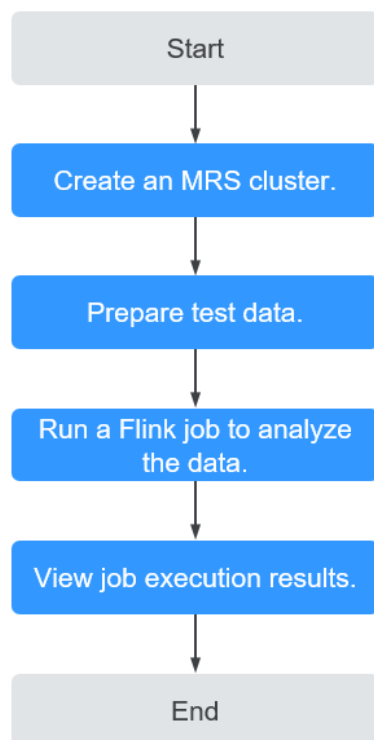 Start
Create an MRS cluster.
Prepare test data.
Run a Flink job to analyze
the data.
View job execution results.
End